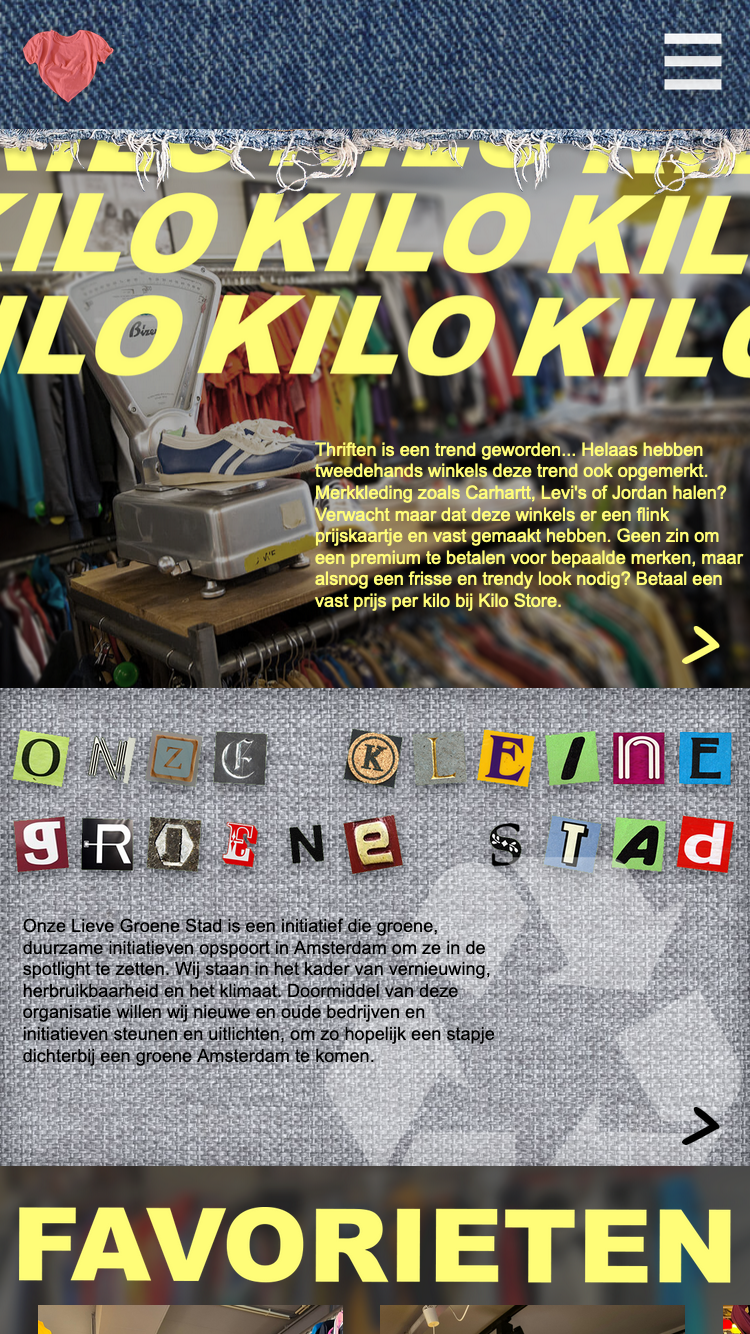 KILO KILO KILO
KILO KILO KIL
ILO KILO KILO
Bizerba
Thriften is een trend geworden... Helaas hebben
tweedehands winkels deze trend ook opgemerkt.
Merkkleding zoals Carhartt, Levi's of Jordan halen?
Verwacht maar dat deze winkels er een flink
prijskaartje en vast gemaakt hebben. Geen zin om
een premium te betalen voor bepaalde merken, maar
alsnog een frisse en trendy look nodig? Betaal een
vast prijs per kilo bij Kilo Store.
>
ONZE KLEINE
gROENe STAd
Onze Lieve Groene Stad is een initiatief die groene,
duurzame initiatieven opspoort in Amsterdam om ze in de
spotlight te zetten. Wij staan in het kader van vernieuwing,
herbruikbaarheid en het klimaat. Doormiddel van deze
organisatie willen wij nieuwe en oude bedrijven en
initiatieven steunen en uitlichten, om zo hopelijk een stapje
dichterbij een groene Amsterdam te komen.
>
FAVORIETEN